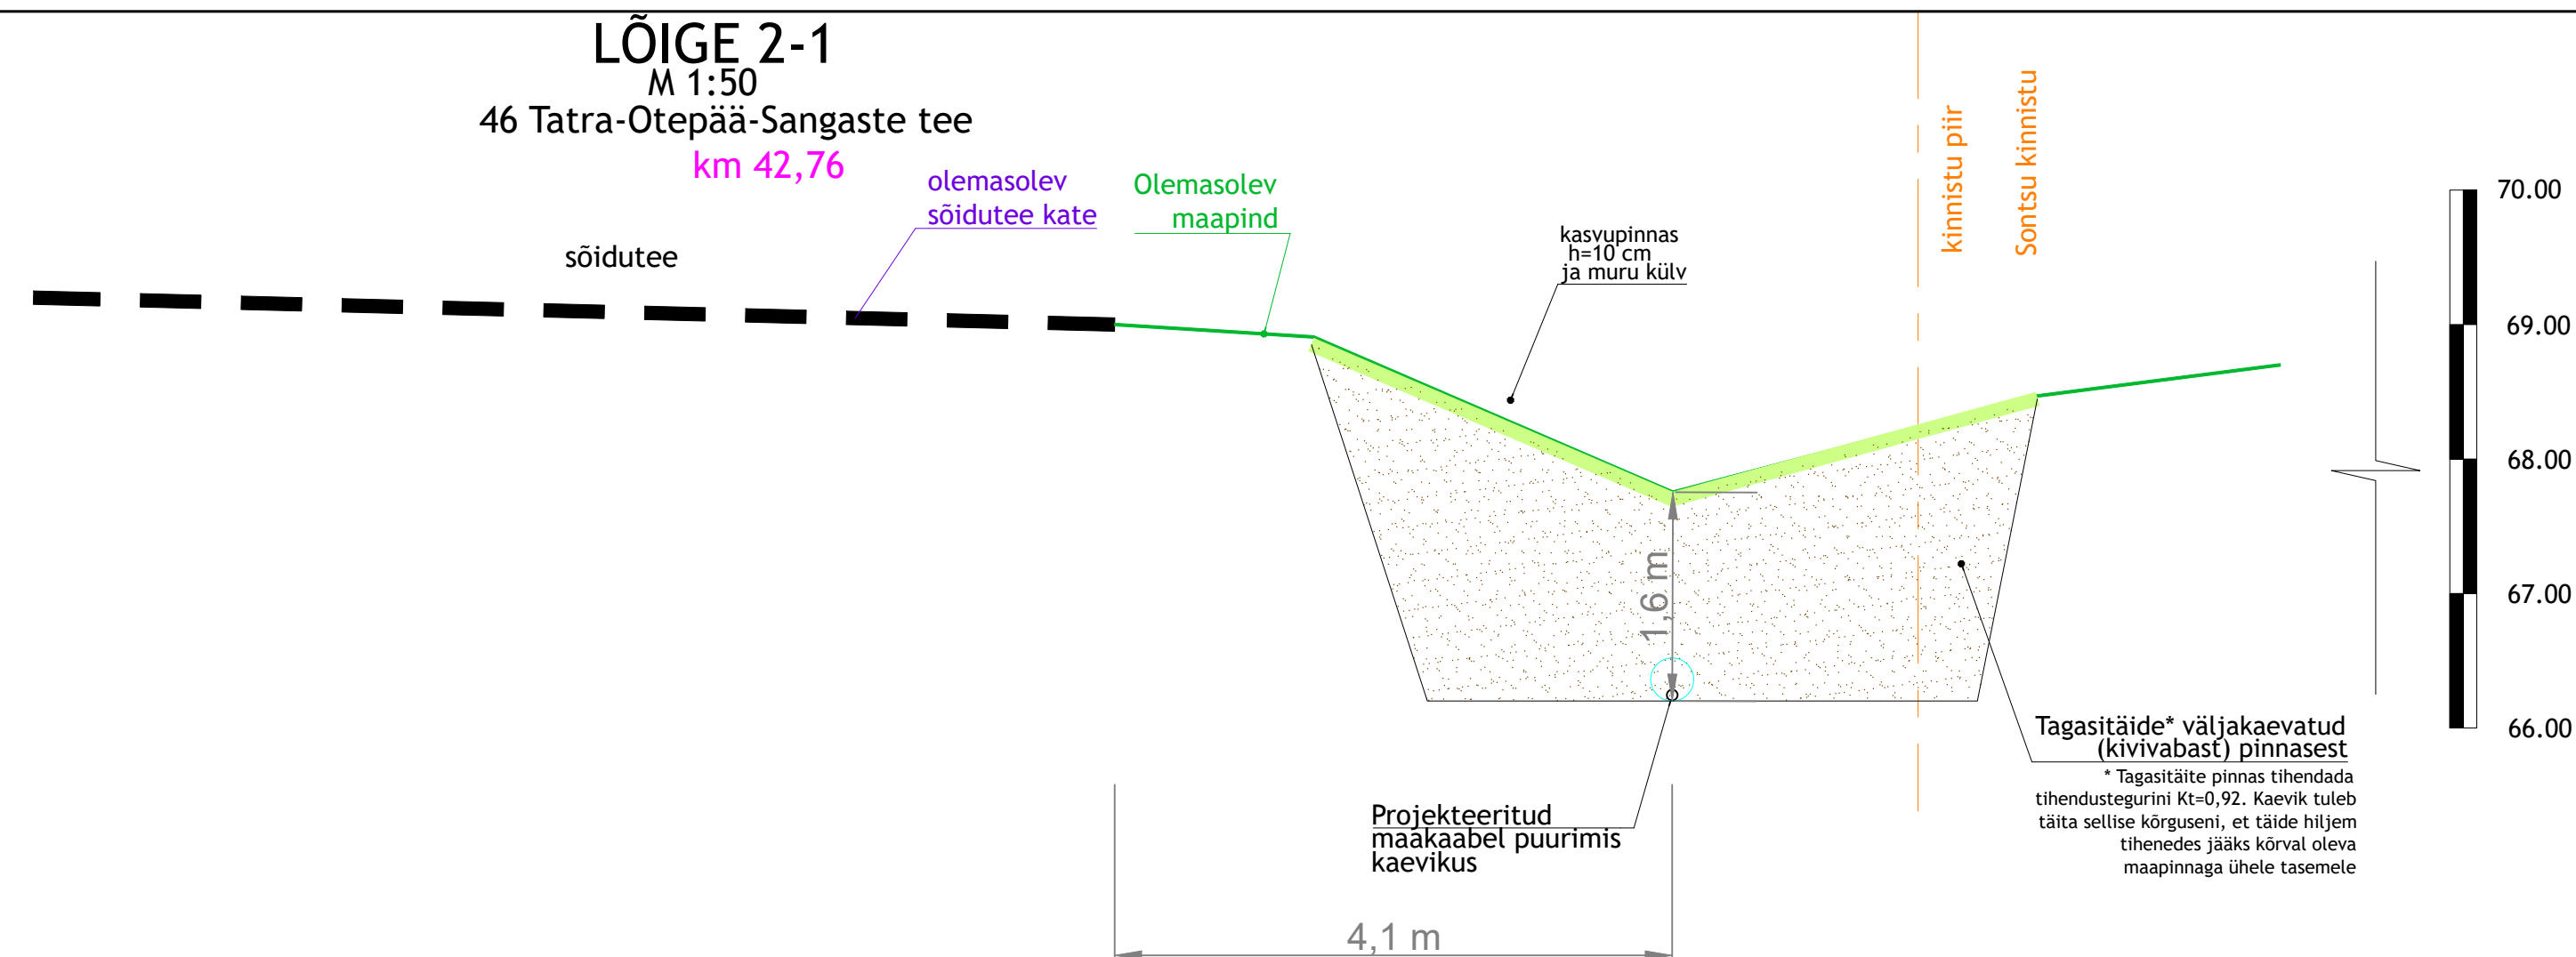 LÕIGE 2-1
M 1:50
46 Tatra-Otepää-Sangaste tee
km 42,76
olemasolev
sõidutee kate
Olemasolev
maapind
sõidutee
kasvupinnas
h=10 cm
ja muru külv
kinnistu piir
Sontsu kinnistu
70.00
69.00
68.00
67.00
66.00
1,6 m
Tagasitäide* väljakaevatud
(kivivabast) pinnasest
* Tagasitäite pinnas tihendada
tihendustegurini Kt=0,92. Kaevik tuleb
täita sellise kõrguseni, et täide hiljem
tihenedes jääks kõrval oleva
maapinnaga ühele tasemele
Projekteeritud
maakaabel puurimis
kaevikus
4,1 m